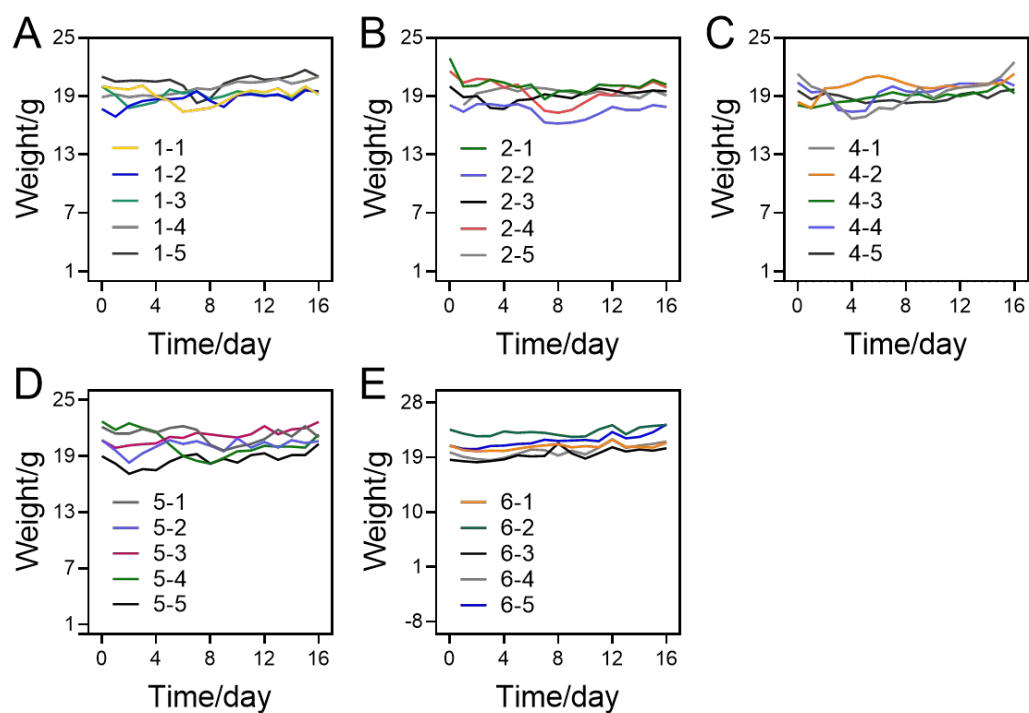 A
Weight/g
25
19
13
7
1
1-1
1-2
1-3
1-4
1-5
0 4 8 12 16
Time/day
B
Weight/g
25
19
13
7
1
2-1
2-2
2-3
2-4
2-5
0 4 8 12 16
Time/day
C
Weight/g
25
19
13
7
1
4-1
4-2
4-3
4-4
4-5
0 4 8 12 16
Time/day
D
Weight/g
25
19
13
7
1
5-1
5-2
5-3
5-4
5-5
0 4 8 12 16
Time/day
E
Weight/g
28
19
10
1
-8
6-1
6-2
6-3
6-4
6-5
0 4 8 12 16
Time/day